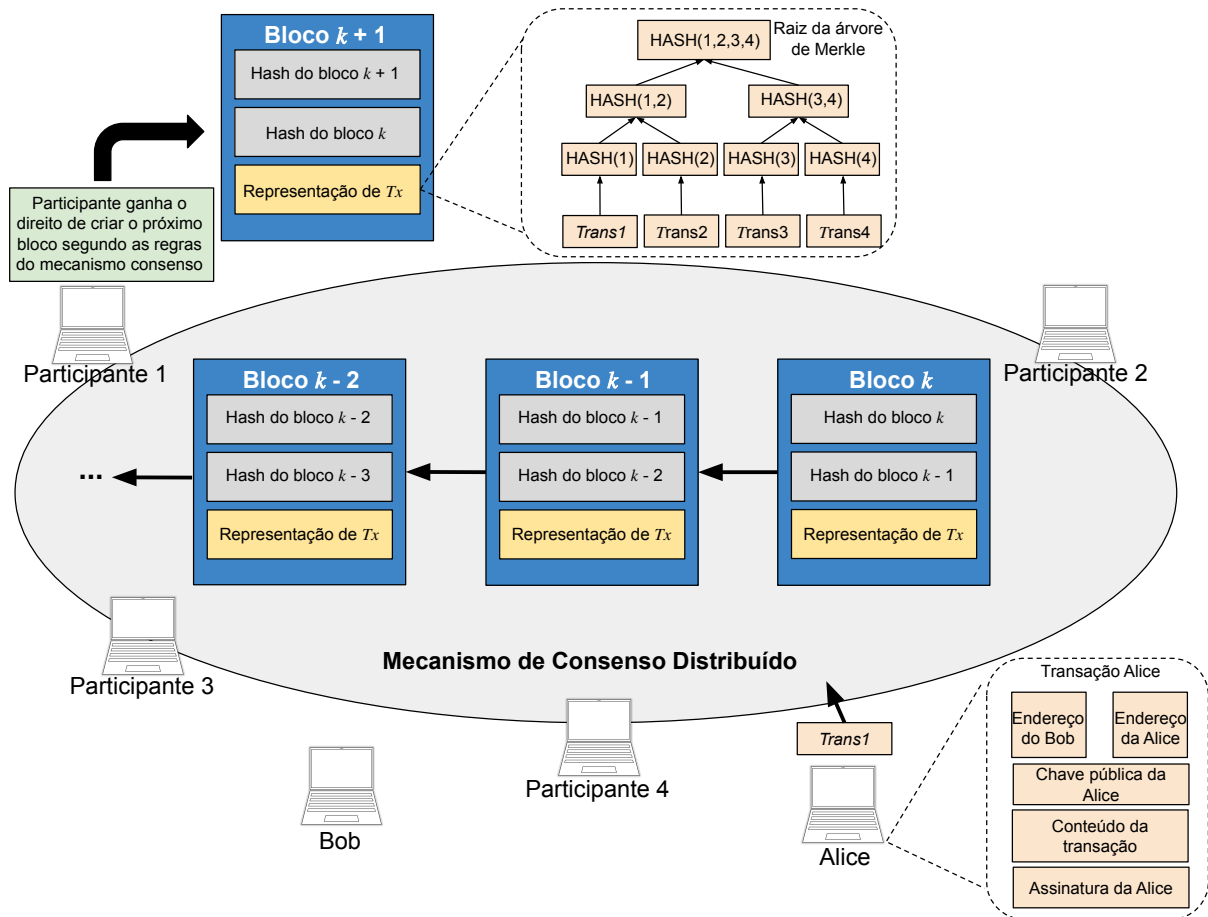 Bloco k + 1
Hash do bloco k + 1
Hash do bloco k
Representação de Tx
Raiz da árvore
de Merkle
HASH(1,2,3,4)
HASH(1,2)
HASH(3,4)
HASH(1)
HASH(2)
HASH(3)
HASH(4)
Trans1
Trans2
Trans3
Trans4
Participante ganha o
direito de criar o próximo
bloco segundo as regras
do mecanismo consenso
Participante 1
Participante 2
Bloco k - 2
Hash do bloco k - 2
Hash do bloco k - 3
Representação de Tx
Bloco k - 1
Hash do bloco k - 1
Hash do bloco k - 2
Representação de Tx
Bloco k
Hash do bloco k
Hash do bloco k - 1
Representação de Tx
...
Mecanismo de Consenso Distribuído
Participante 3
Participante 4
Bob
Trans1
Alice
Transação Alice
Endereço
do Bob
Endereço
da Alice
Chave pública da
Alice
Conteúdo da
transação
Assinatura da Alice